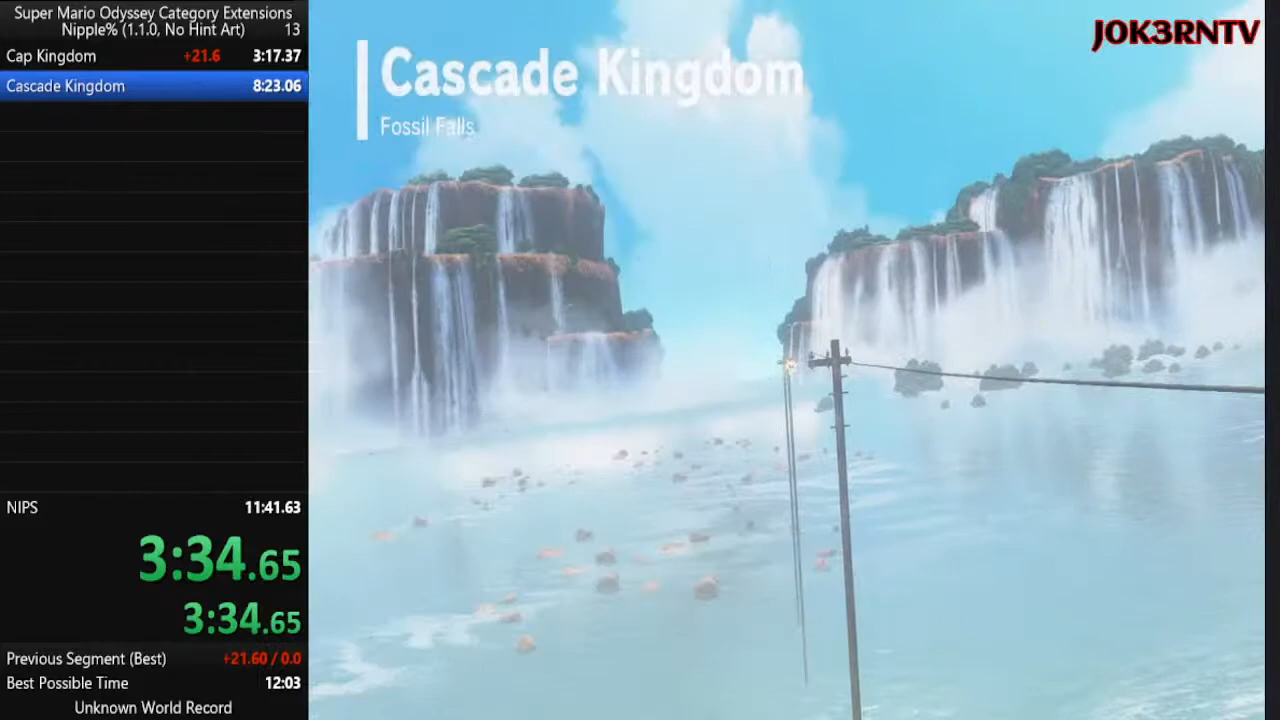 Super Mario Odyssey Category Extensions
Nipple% (1.1.0, No Hint Art) 13
Cap Kingdom +21.6 3:17.37
Cascade Kingdom 8:23.06
NIPS 11:41.63
3:34.65
3:34.65
Previous Segment (Best) +21.60 / 0.0
Best Possible Time 12:03
Unknown World Record
Cascade Kingdom
Fossil Falls
J0K3RNTV